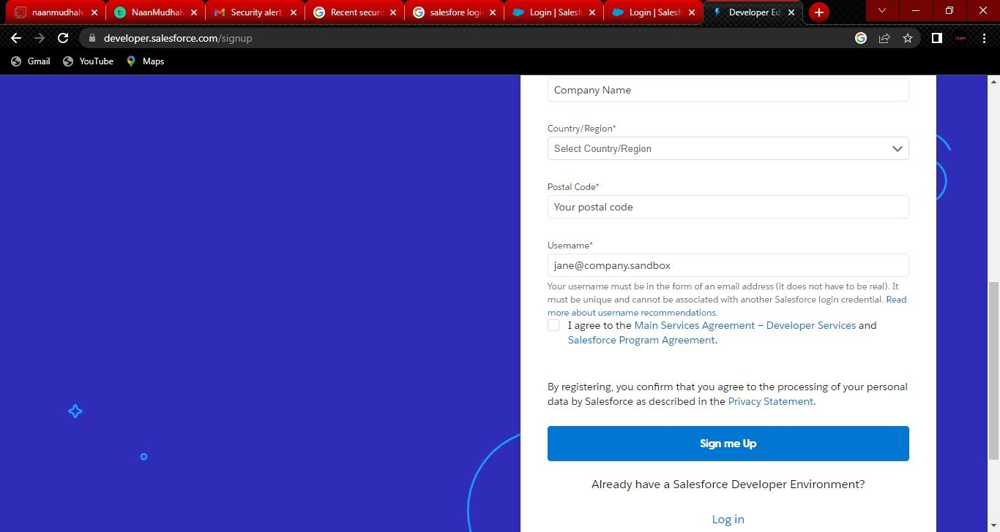 naanmudhalv
NaanMudhalv
Security alert
Recent securit
salesfore logi
Login | Salesf
Login | Salesf
Developer Ed
developer.salesforce.com/signup
Gmail
YouTube
Maps
Company Name
Country/Region*
Select Country/Region
Postal Code*
Your postal code
Username*
jane@company.sandbox
Your username must be in the form of an email address (it does not have to be real). It
must be unique and cannot be associated with another Salesforce login credential. Read
more about username recommendations.
I agree to the Main Services Agreement – Developer Services and
Salesforce Program Agreement.
By registering, you confirm that you agree to the processing of your personal
data by Salesforce as described in the Privacy Statement.
Sign me Up
Already have a Salesforce Developer Environment?
Log in